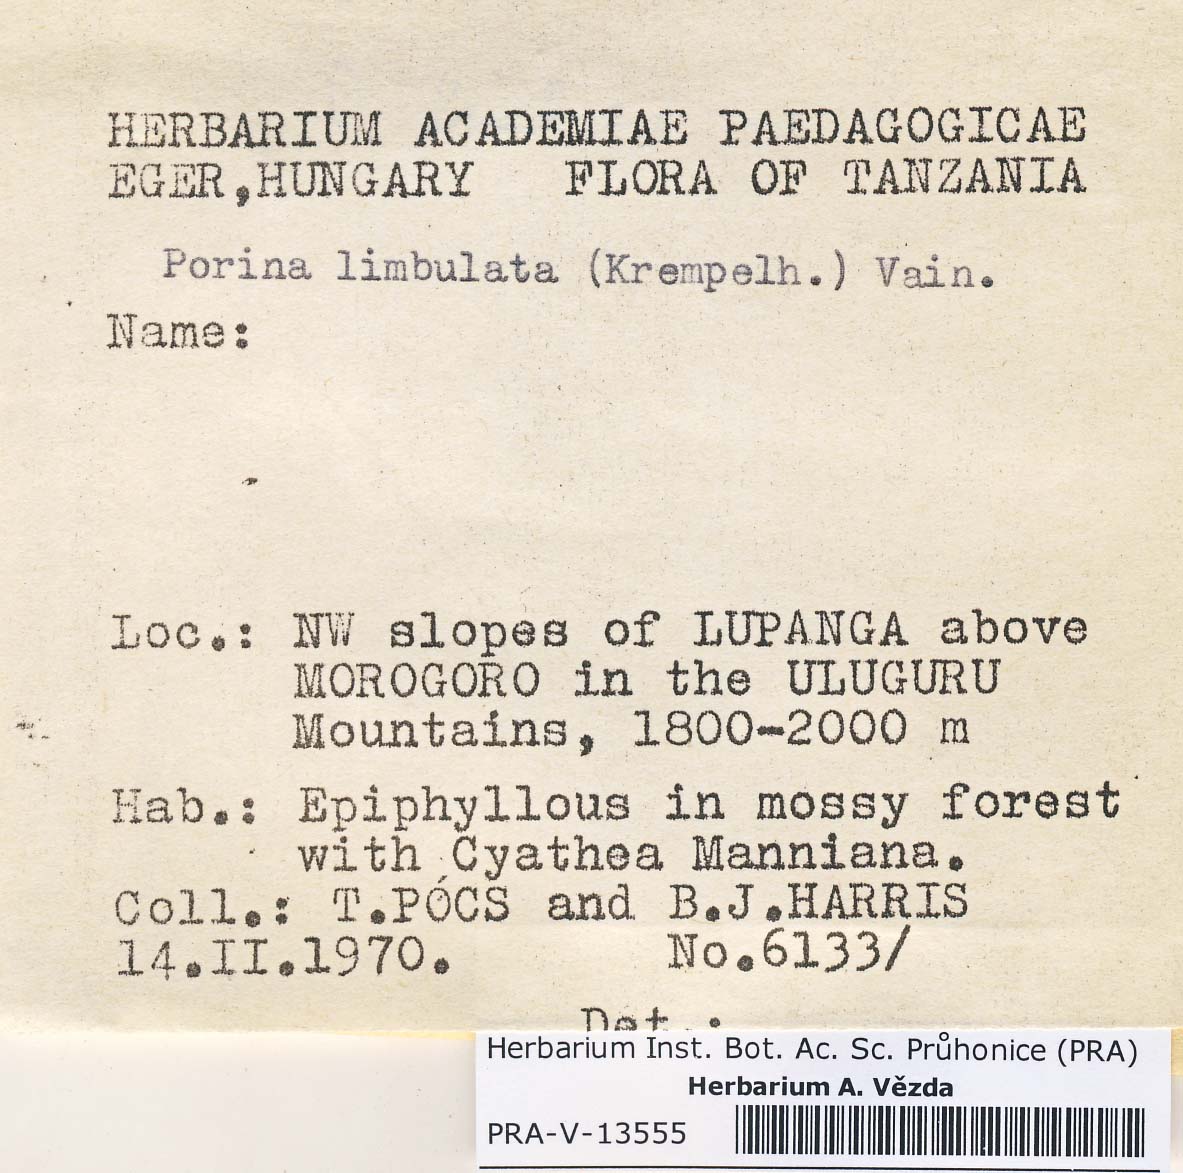 HERBARIUM ACADEMIAE PAEDAGOGICAE
EGER,HUNGARY FLORA OF TANZANIA
Porina limbulata (Krempelh.) Vain.
Name:
Loc.: NW slopes of LUPANGA above
MOROGORO in the ULUGURU
Mountains, 1800-2000 m
Hab.: Epiphyllous in mossy forest
with Cyathea Manniana.
Coll.: T.PÓCS and B.J.HARRIS
14.II.1970. No.6133/
Det.:
Herbarium Inst. Bot. Ac. Sc. Průhonice (PRA)
Herbarium A. Vězda
PRA-V-13555